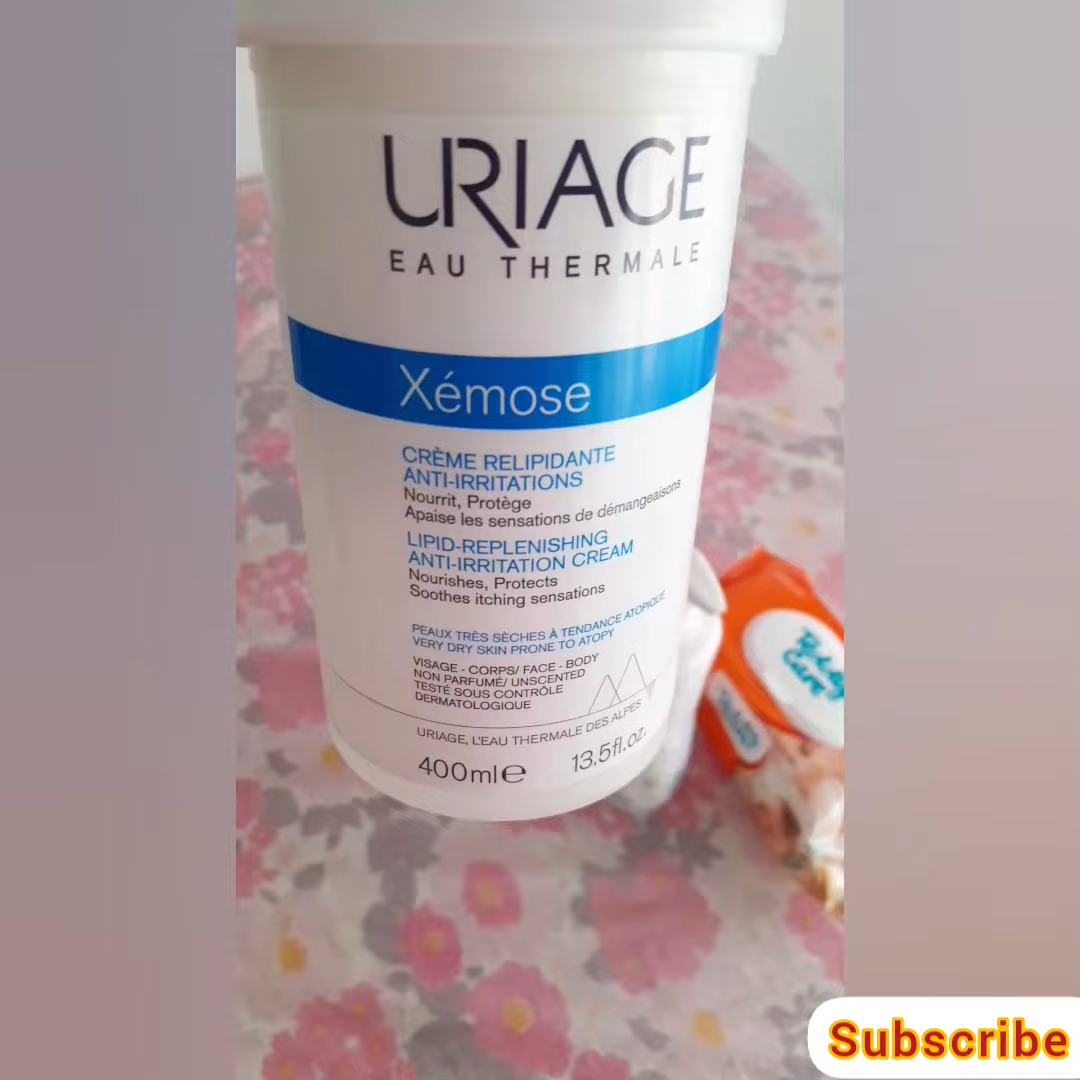 URIAGE
EAU THERMALE
Xémose
CRÈME RELIPIDANTE
ANTI-IRRITATIONS
Nourrit, Protège
Apaise les sensations de démangeaisons
LIPID-REPLENISHING
ANTI-IRRITATION CREAM
Nourishes, Protects
Soothes itching sensations
PEAUX TRÈS SÈCHES À TENDANCE ATOPIQUE
VERY DRY SKIN PRONE TO ATOPY
VISAGE - CORPS/ FACE - BODY
NON PARFUMÉ/ UNSCENTED
TESTÉ SOUS CONTRÔLE
DERMATOLOGIQUE
URIAGE, L'EAU THERMALE DES ALPES
400ml e 13.5fl.oz.
Subscribe